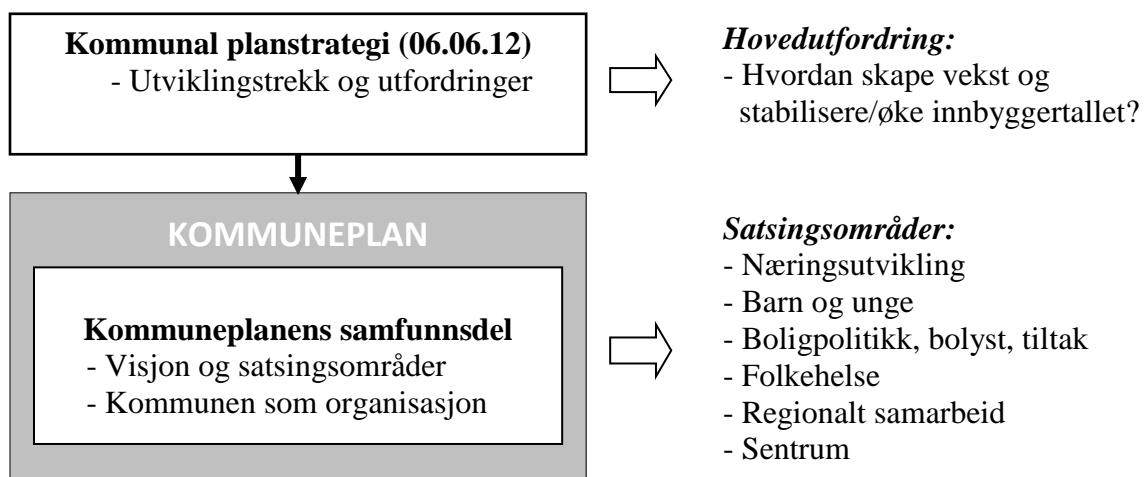 Kommunal planstrategi (06.06.12)
- Utviklingstrekk og utfordringer
Hovedutfordring:
- Hvordan skape vekst og
stabilisere/øke innbyggertallet?
KOMMUNEPLAN
Kommuneplanens samfunnsdel
- Visjon og satsingsområder
- Kommunen som organisasjon
Satsingsområder:
- Næringsutvikling
- Barn og unge
- Boligpolitikk, bolyst, tiltak
- Folkehelse
- Regionalt samarbeid
- Sentrum